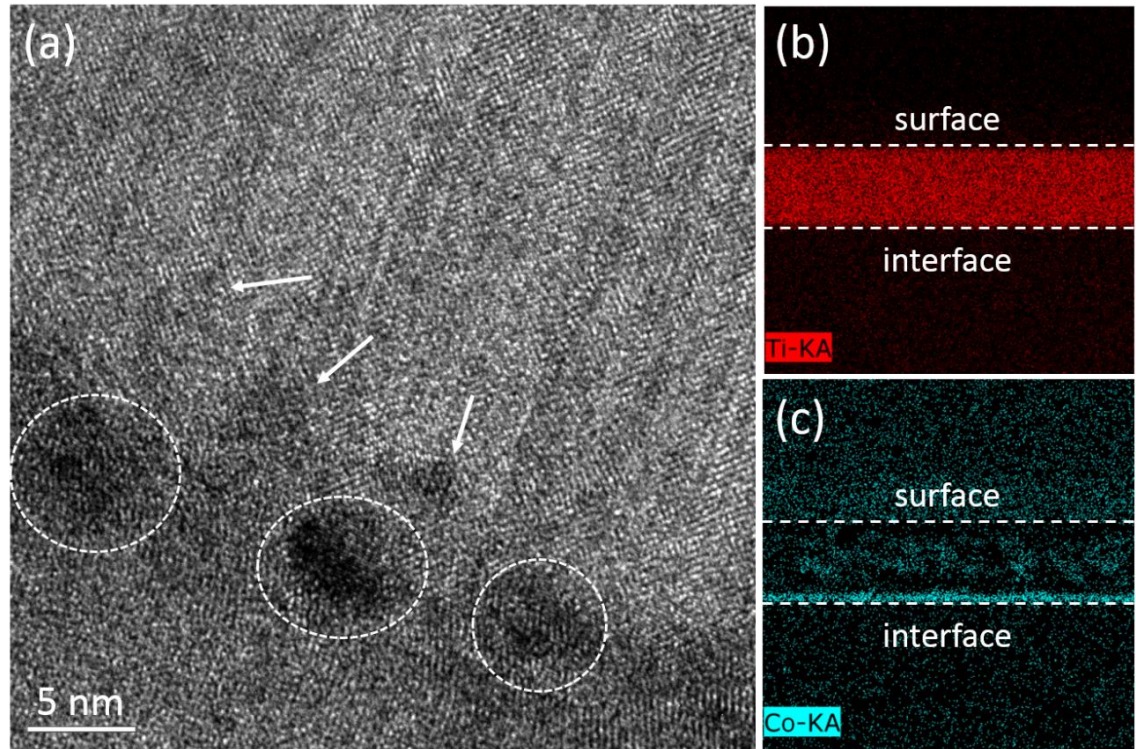 (a)
5 nm
(b)
surface
interface
Ti-KA
(c)
surface
interface
Co-KA